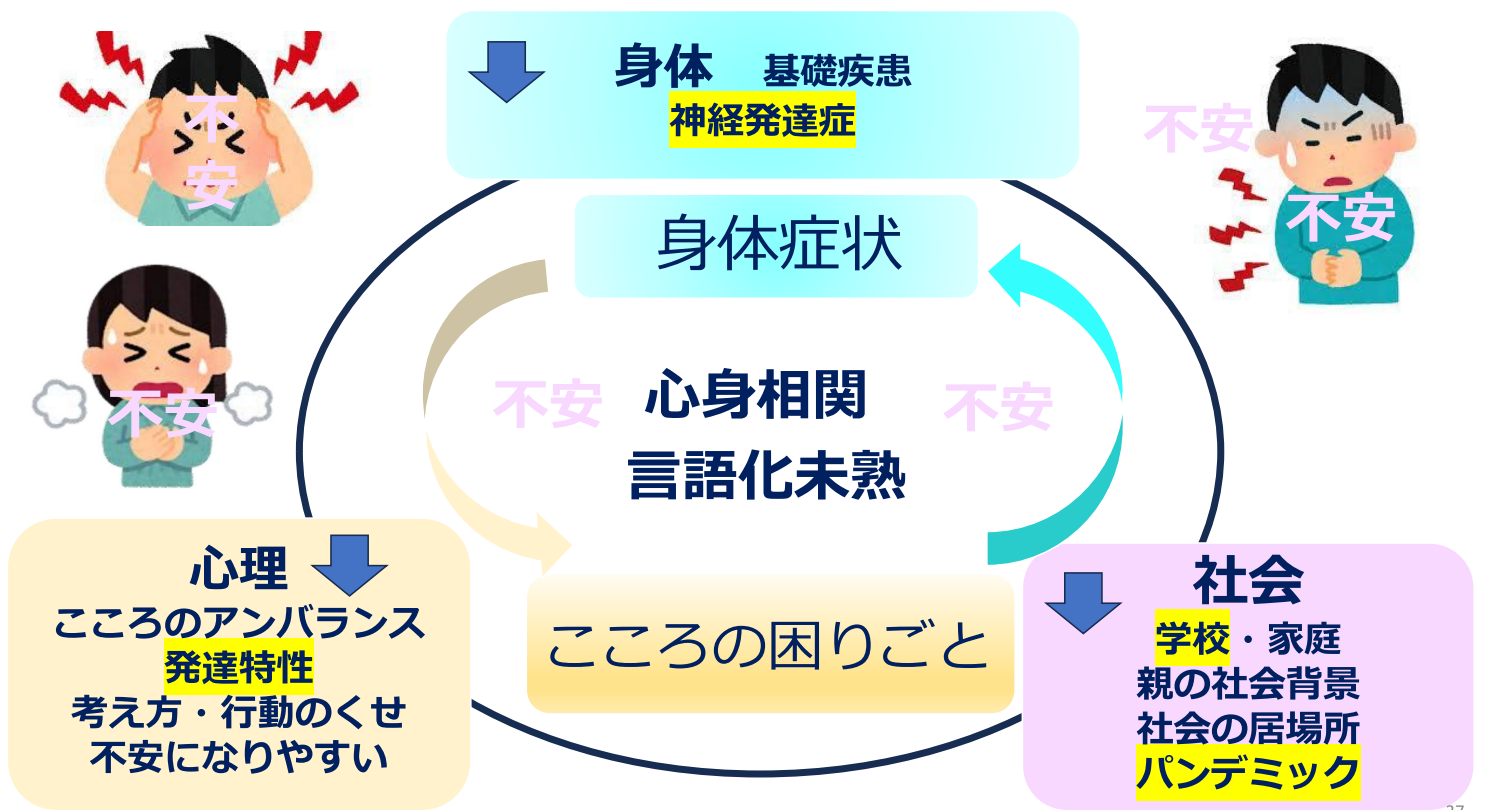 身体 基礎疾患
神経発達症
不
安
不安
不安
不安
身体症状
不安
心身相関
不安
言語化未熟
こころの困りごと
心理
こころのアンバランス
発達特性
考え方・行動のくせ
不安になりやすい
社会
学校・家庭
親の社会背景
社会の居場所
パンデミック